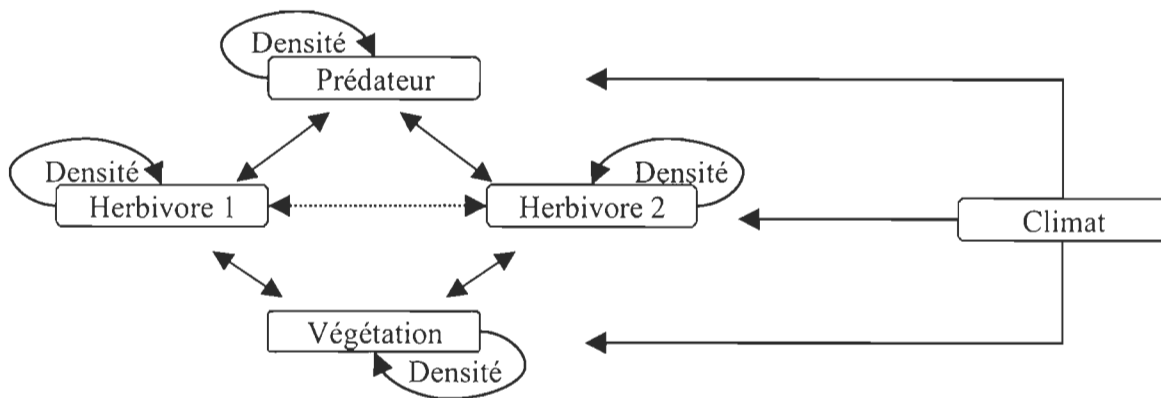 Densité
Prédateur
Densité
Herbivore 1
Densité
Herbivore 2
Climat
Végétation
Densité